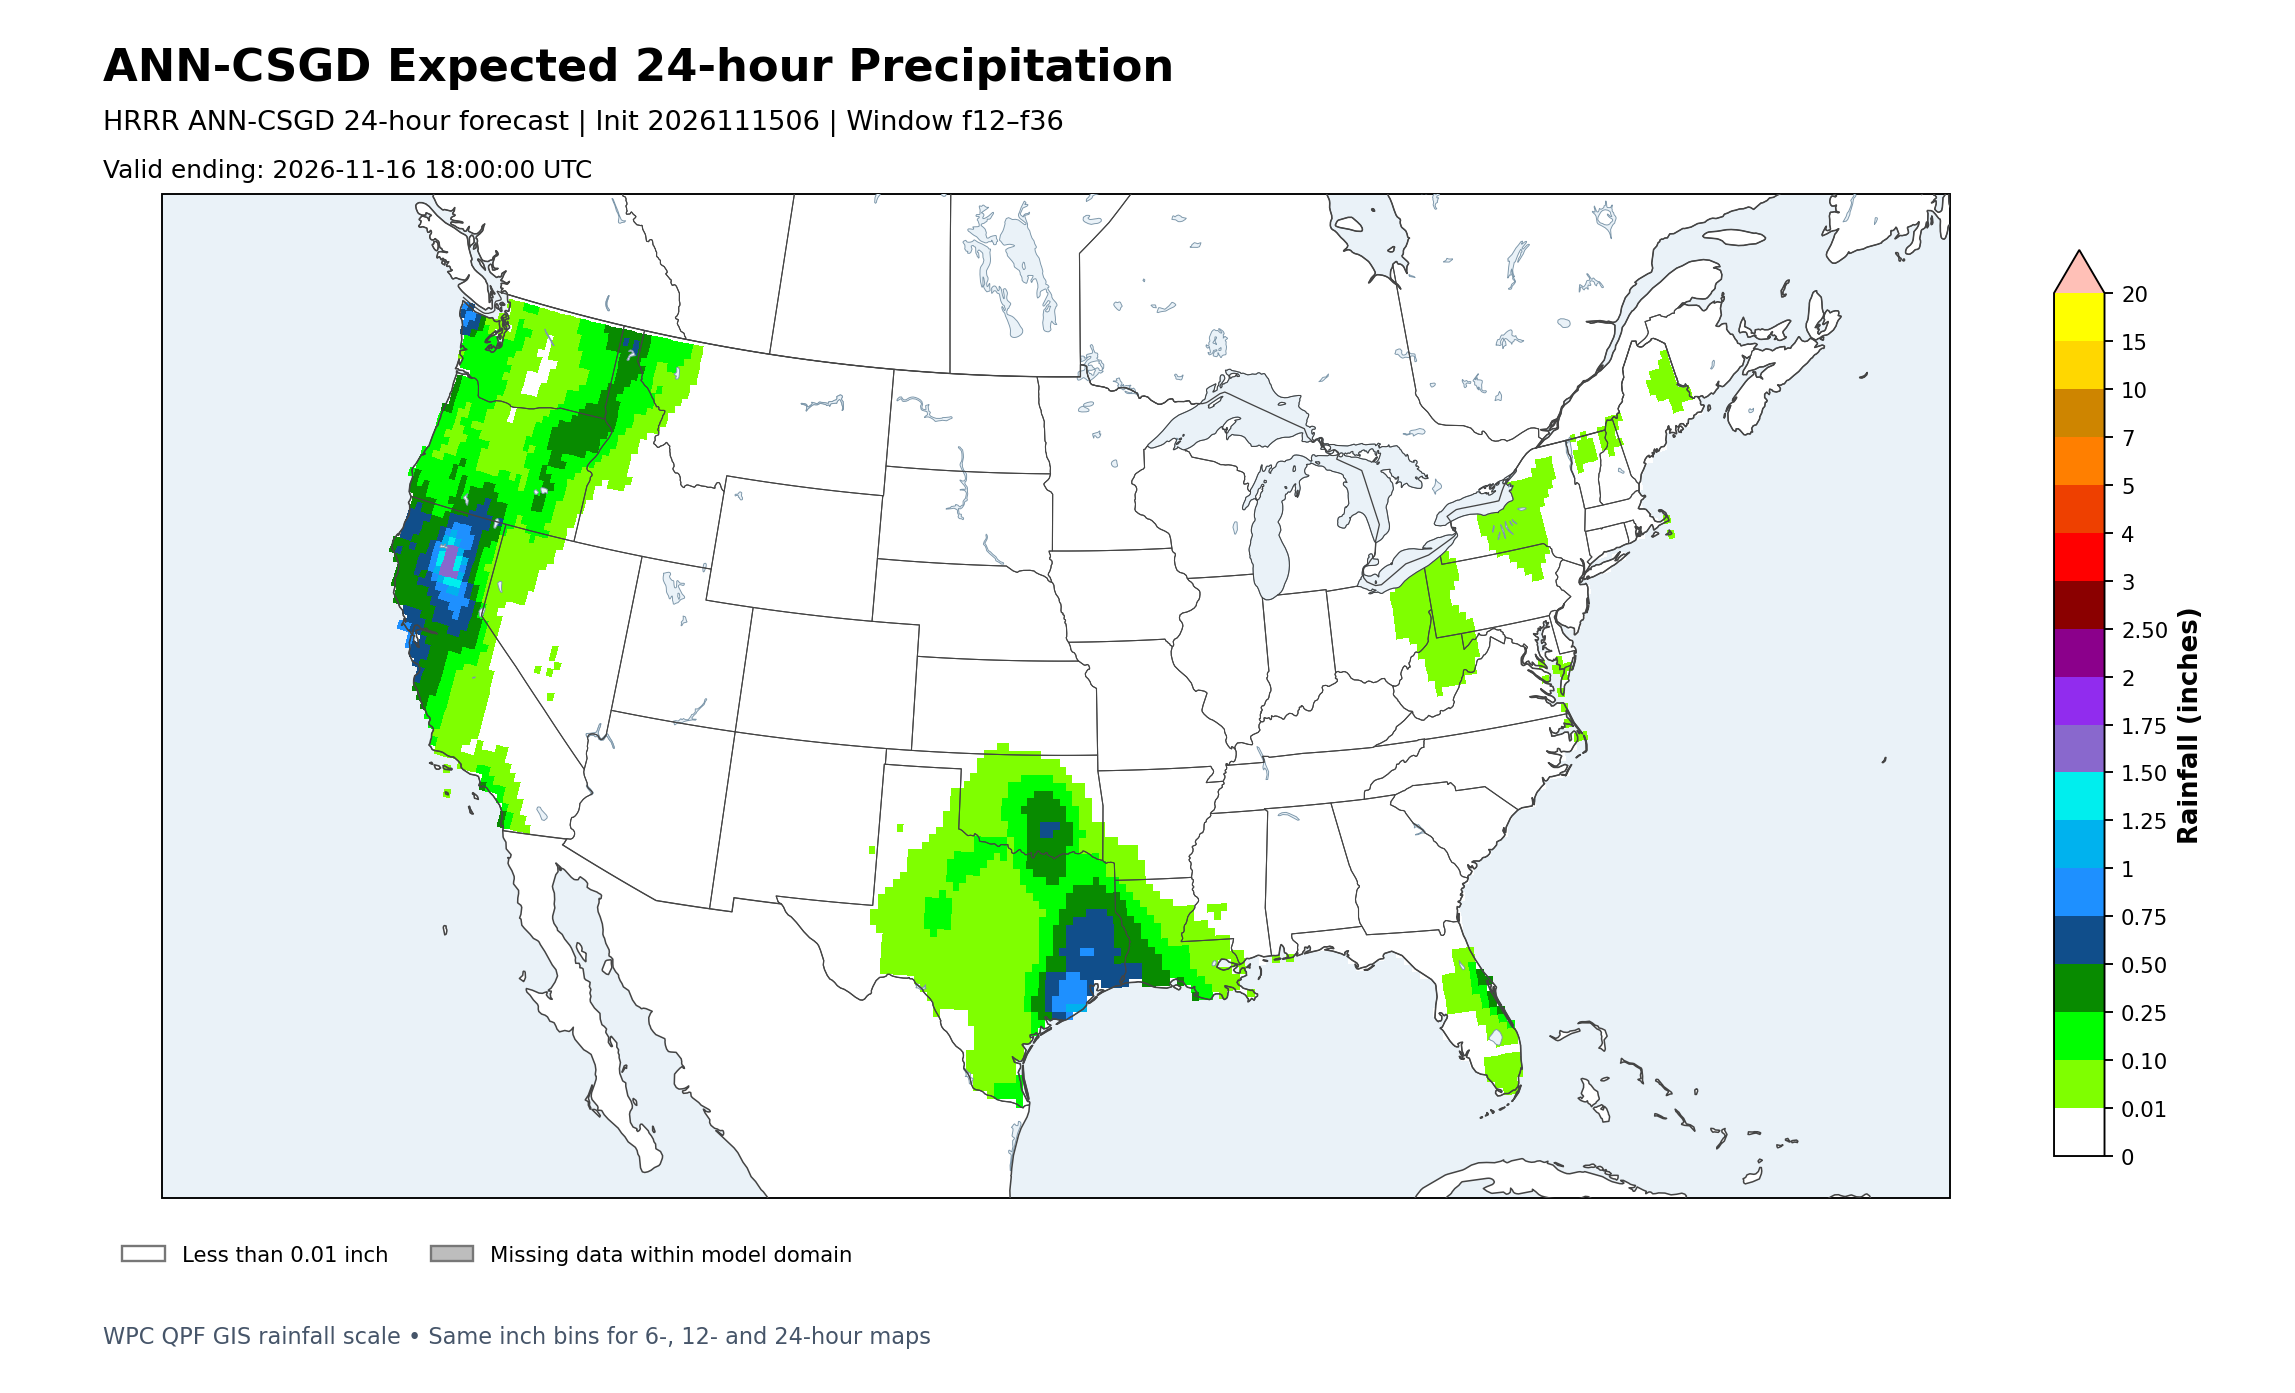 ANN-CSGD Expected 24-hour Precipitation
HRRR ANN-CSGD 24-hour forecast | Init 2026111506 | Window f12–f36
Valid ending: 2026-11-16 18:00:00 UTC
20
15
10
7
5
4
3
2.50
2
1.75
1.50
1.25
1
0.75
0.50
0.25
0.10
0.01
0
Rainfall (inches)
Less than 0.01 inch
Missing data within model domain
WPC QPF GIS rainfall scale • Same inch bins for 6-, 12- and 24-hour maps